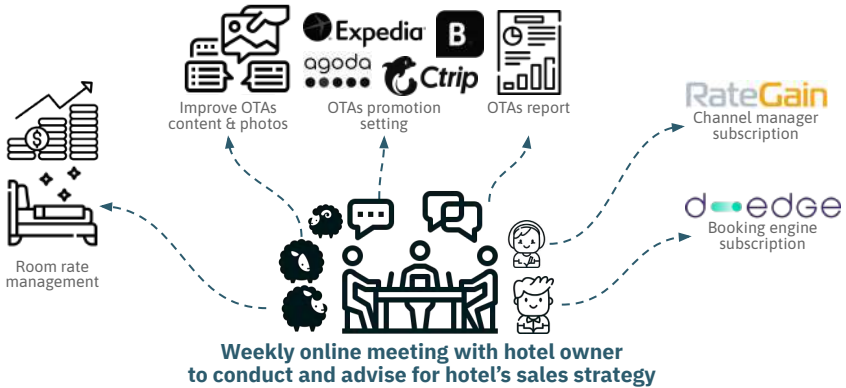 Expedia
B.
agoda
Ctrip
Improve OTAs
content & photos
OTAs promotion
setting
OTAs report
RateGain
Channel manager
subscription
d-edge
Booking engine
subscription
$
Room rate
management
Weekly online meeting with hotel owner
to conduct and advise for hotel's sales strategy